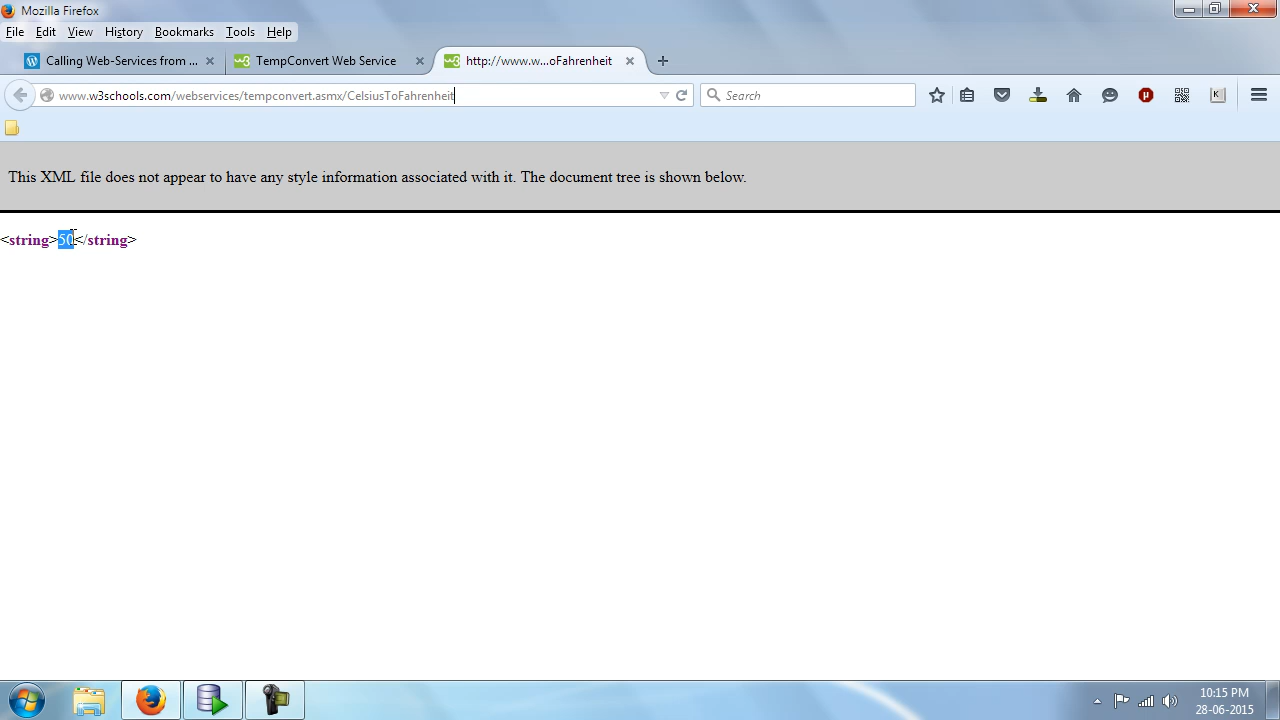 Mozilla Firefox
File Edit View History Bookmarks Tools Help
Calling Web-Services from ...
TempConvert Web Service
http://www.w...oFahrenheit
www.w3schools.com/webservices/tempconvert.asmx/CelsiusToFahrenheit
Search
K
This XML file does not appear to have any style information associated with it. The document tree is shown below.
<string>50</string>
10:15 PM
28-06-2015